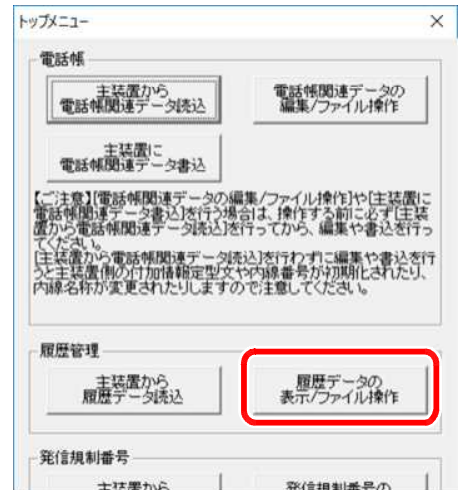 トップメニュー
電話帳
主装置から
電話帳関連データ読込
電話帳関連データの
編集/ファイル操作
主装置に
電話帳関連データ書込
【ご注意】[電話帳関連データの編集/ファイル操作]や[主装置に
電話帳関連データ書込]を行う場合は、操作する前に必ず[主装
置から電話帳関連データ読込]を行ってから、編集や書込を行っ
てください。
[主装置から電話帳関連データ読込]を行わずに編集や書込を行
うと主装置側の付加情報定型文や内線番号が初期化されたり、
内線名称が変更されたりしますので注意してください。
履歴管理
主装置から
履歴データ読込
履歴データの
表示/ファイル操作
発信規制番号
主装置から
発信規制番号の